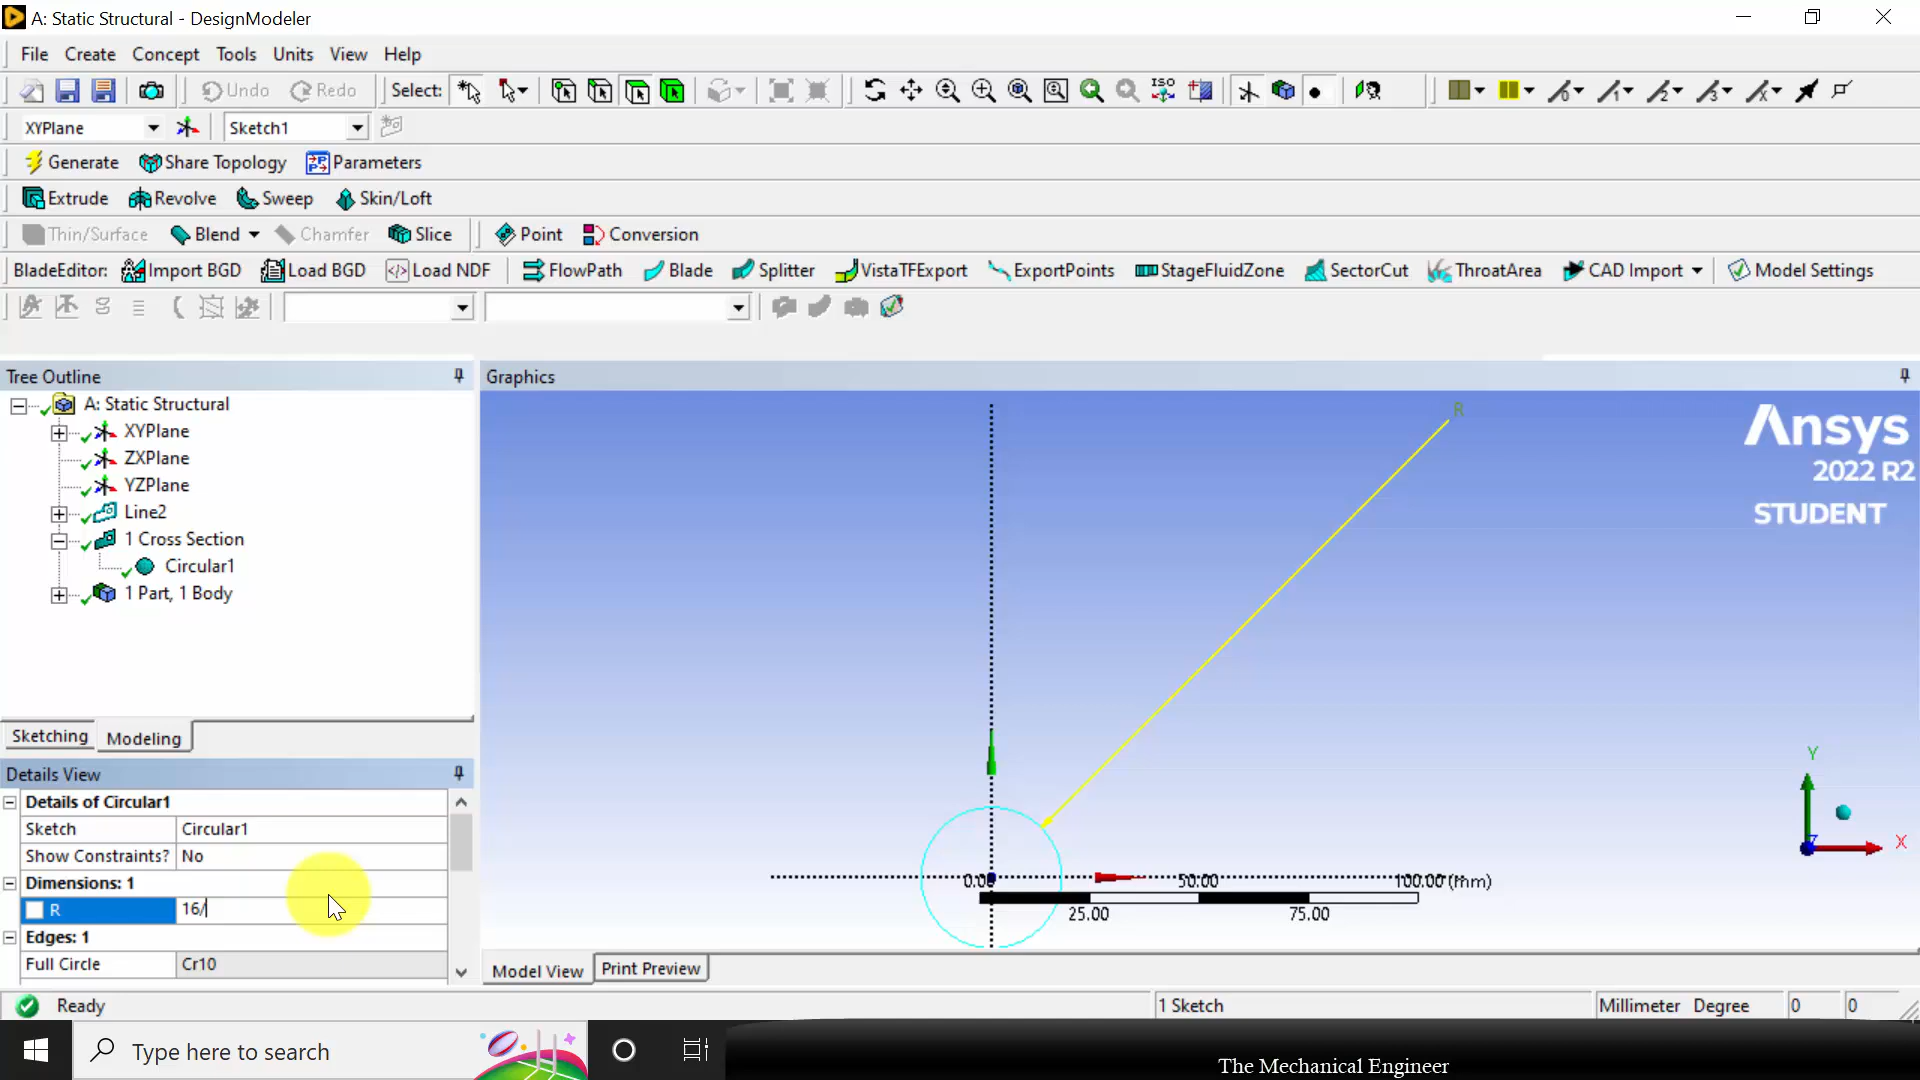 A: Static Structural - DesignModeler
File Create Concept Tools Units View Help
Undo Redo Select: ISO
XYPlane Sketch1
Generate Share Topology Parameters
Extrude Revolve Sweep Skin/Loft
Thin/Surface Blend Chamfer Slice Point Conversion
BladeEditor: Import BGD Load BGD Load NDF FlowPath Blade Splitter VistaTFExport ExportPoints StageFluidZone SectorCut ThroatArea CAD Import Model Settings
Tree Outline
A: Static Structural
XYPlane
ZXPlane
YZPlane
Line2
1 Cross Section
Circular1
1 Part, 1 Body
Sketching Modeling
Details View
Details of Circular1
Sketch Circular1
Show Constraints? No
Dimensions: 1
R 16/
Edges: 1
Full Circle Cr10
Graphics
R
Ansys
2022 R2
STUDENT
Y
X
Z
0.00 50.00 100.00 (mm)
25.00 75.00
Model View Print Preview
Ready 1 Sketch Millimeter Degree 0 0
Type here to search
The Mechanical Engineer